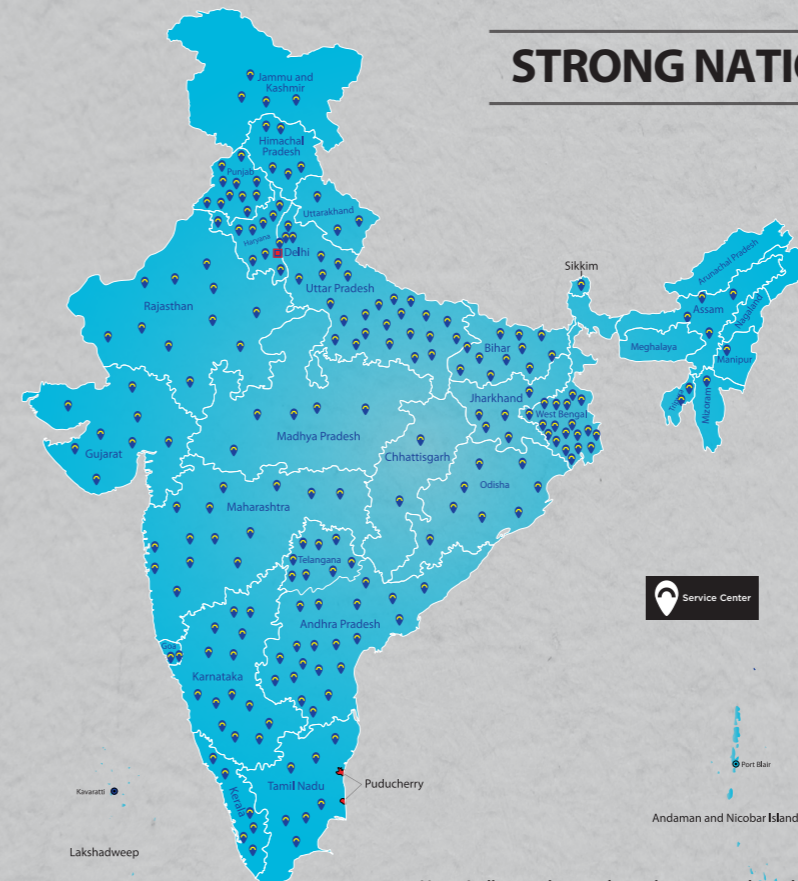 STRONG NATIO
Jammu and
Kashmir
Himachal
Pradesh
Punjab
Uttarakhand
Haryana
Delhi
Sikkim
Arunachal Pradesh
Rajasthan
Uttar Pradesh
Assam
Nagaland
Bihar
Meghalaya
Manipur
Jharkhand
West Bengal
Mizoram
Madhya Pradesh
Gujarat
Chhattisgarh
Odisha
Maharashtra
Telangana
Service Center
Andhra Pradesh
Goa
Karnataka
Port Blair
Puducherry
Tamil Nadu
Kavaratti
Kerala
Andaman and Nicobar Island
Lakshadweep